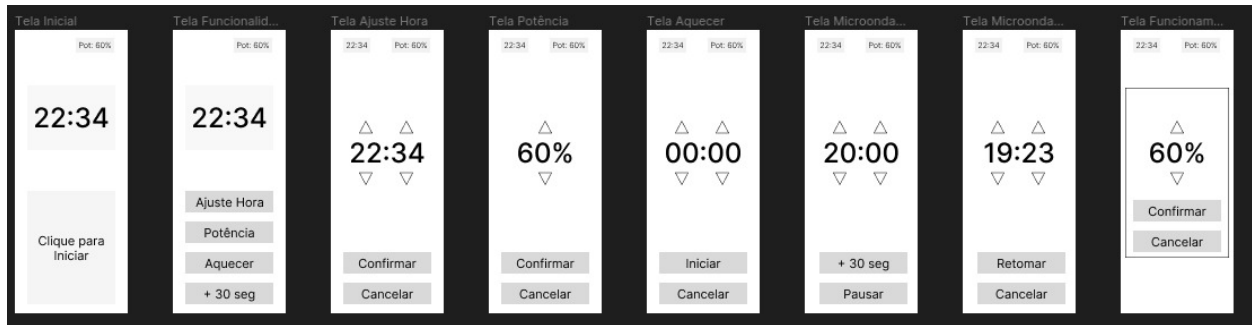 Tela Inicial
Pot: 60%
22:34
Clique para
Iniciar
Tela Funcionalid...
Pot: 60%
22:34
Ajuste Hora
Potência
Aquecer
+ 30 seg
Tela Ajuste Hora
22:34 Pot: 60%
22:34
Confirmar
Cancelar
Tela Potência
22:34 Pot: 60%
60%
Confirmar
Cancelar
Tela Aquecer
22:34 Pot: 60%
00:00
Iniciar
Cancelar
Tela Microonda...
22:34 Pot: 60%
20:00
+ 30 seg
Pausar
Tela Microonda...
22:34 Pot: 60%
19:23
Retomar
Cancelar
Tela Funcionam...
22:34 Pot: 60%
60%
Confirmar
Cancelar